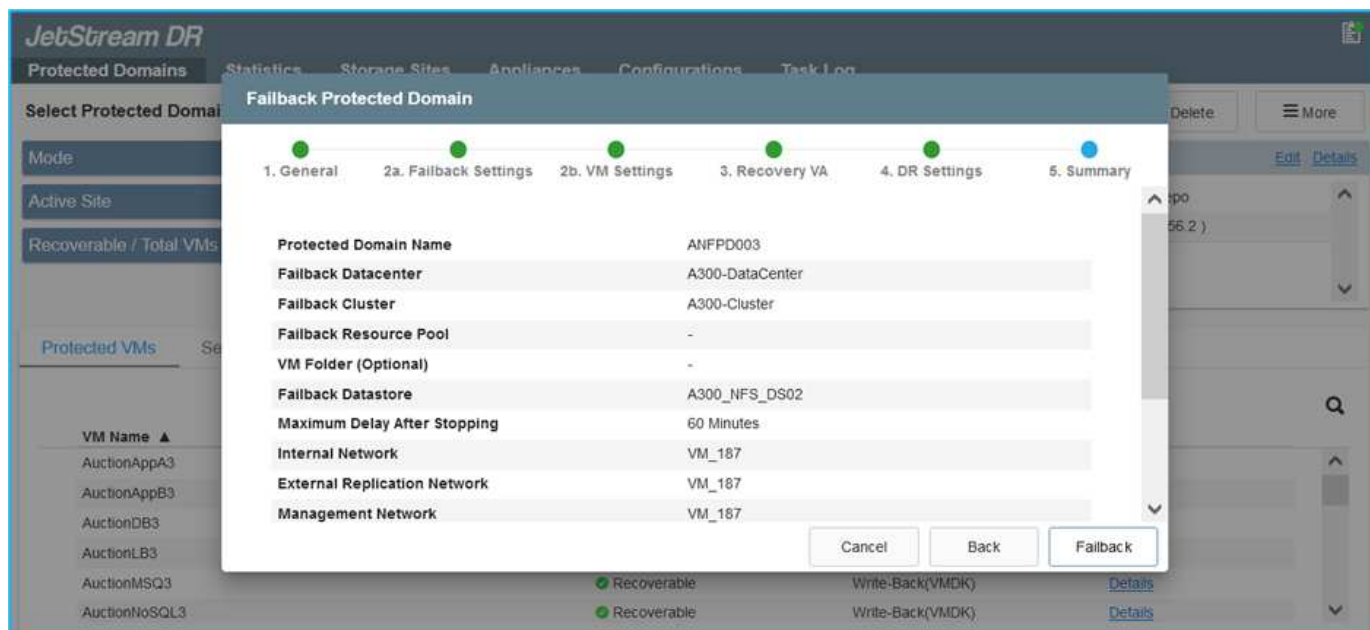 JetStream DR
Protected Domains Statistics Storage Sites Appliances Configurations Task Log
Select Protected Domai Delete More
Failback Protected Domain
Mode Edit Details
1. General 2a. Failback Settings 2b. VM Settings 3. Recovery VA 4. DR Settings 5. Summary
Active Site
56.2 )
Recoverable / Total VMs
Protected Domain Name ANFPD003
Failback Datacenter A300-DataCenter
Failback Cluster A300-Cluster
Failback Resource Pool -
VM Folder (Optional) -
Failback Datastore A300_NFS_DS02
Maximum Delay After Stopping 60 Minutes
Internal Network VM_187
External Replication Network VM_187
Management Network VM_187
Cancel Back Failback
Protected VMs Se
VM Name ▲
AuctionAppA3
AuctionAppB3
AuctionDB3
AuctionLB3
AuctionMSQ3 Recoverable Write-Back(VMDK) Details
AuctionNoSQL3 Recoverable Write-Back(VMDK) Details